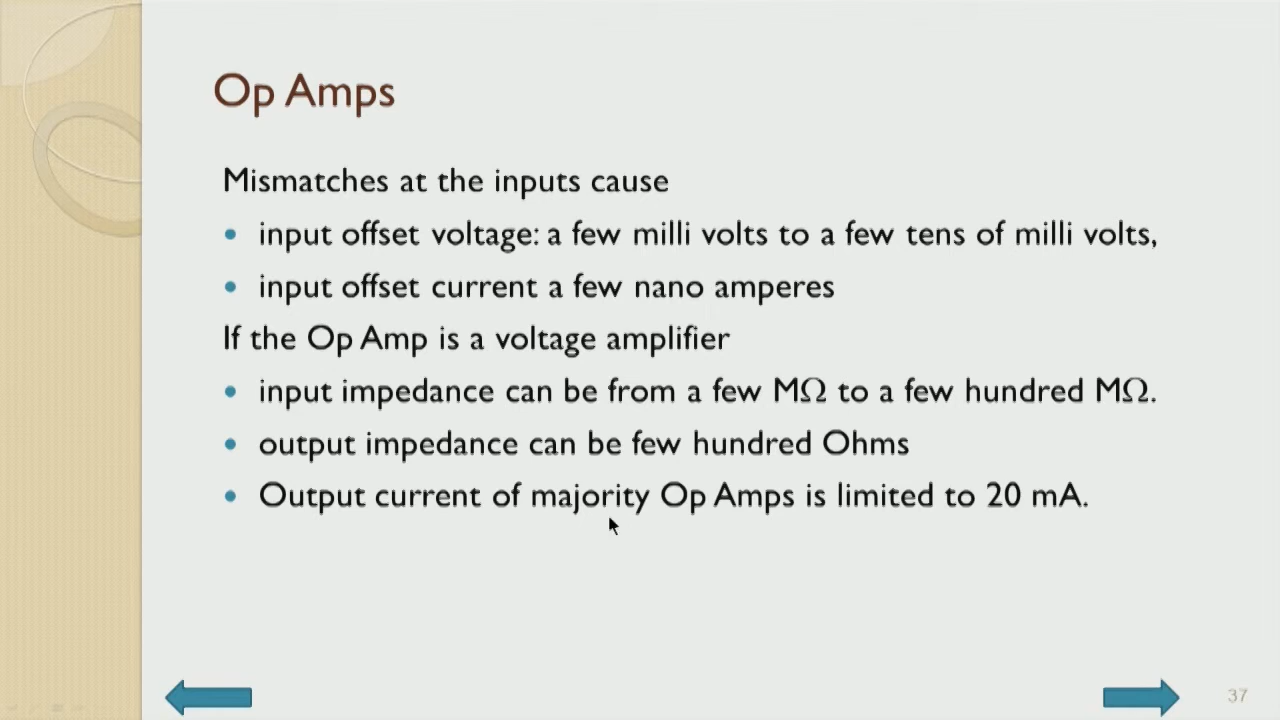 Op Amps
Mismatches at the inputs cause
• input offset voltage: a few milli volts to a few tens of milli volts,
• input offset current a few nano amperes
If the Op Amp is a voltage amplifier
• input impedance can be from a few MΩ to a few hundred MΩ.
• output impedance can be few hundred Ohms
• Output current of majority Op Amps is limited to 20 mA.
37